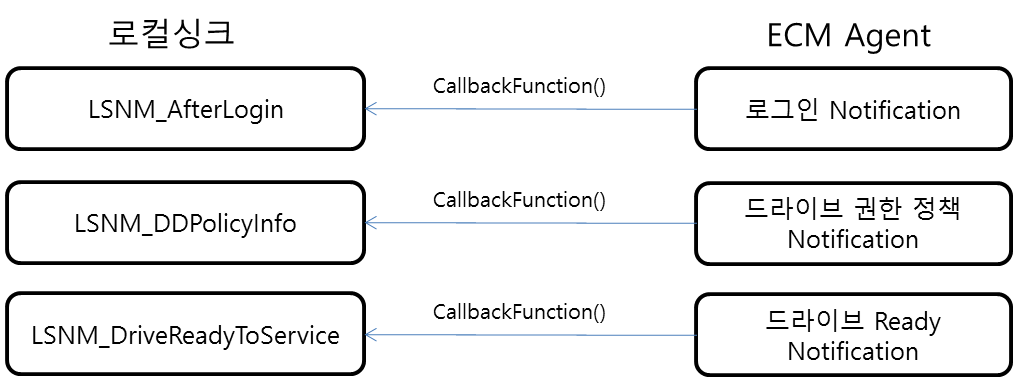 로컬싱크
ECM Agent
LSNM_AfterLogin
CallbackFunction()
로그인 Notification
LSNM_DDPolicyInfo
CallbackFunction()
드라이브 권한 정책
Notification
LSNM_DriveReadyToService
CallbackFunction()
드라이브 Ready
Notification